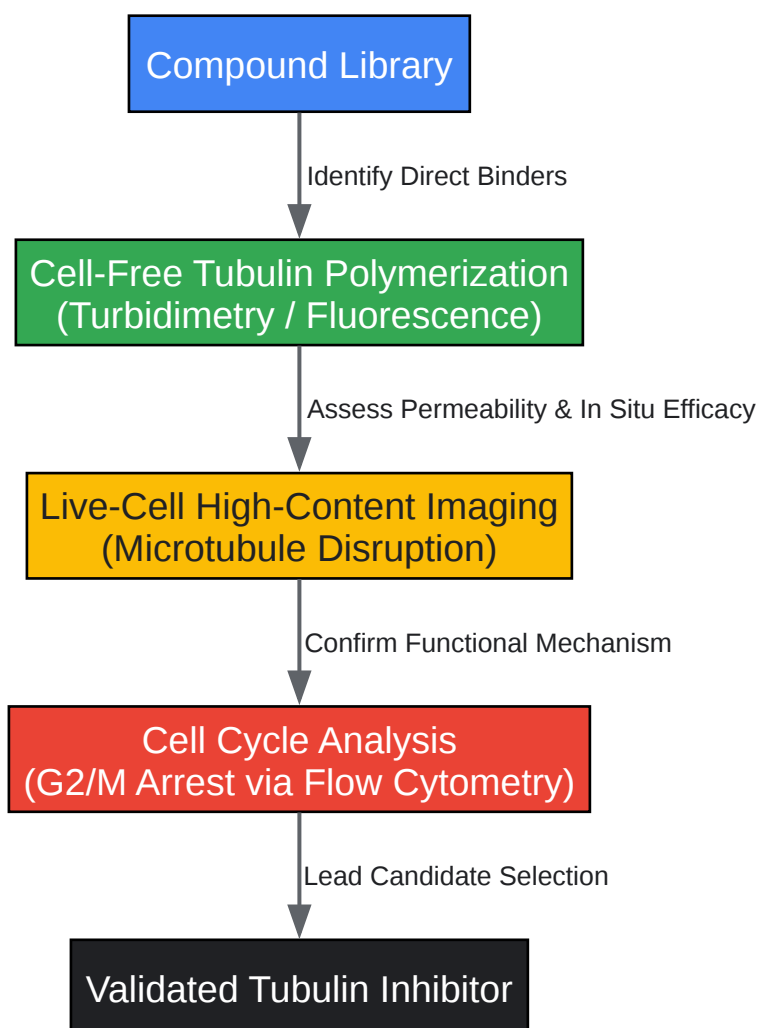 Compound Library
Identify Direct Binders
Cell-Free Tubulin Polymerization
(Turbidimetry / Fluorescence)
Assess Permeability & In Situ Efficacy
Live-Cell High-Content Imaging
(Microtubule Disruption)
Confirm Functional Mechanism
Cell Cycle Analysis
(G2/M Arrest via Flow Cytometry)
Lead Candidate Selection
Validated Tubulin Inhibitor